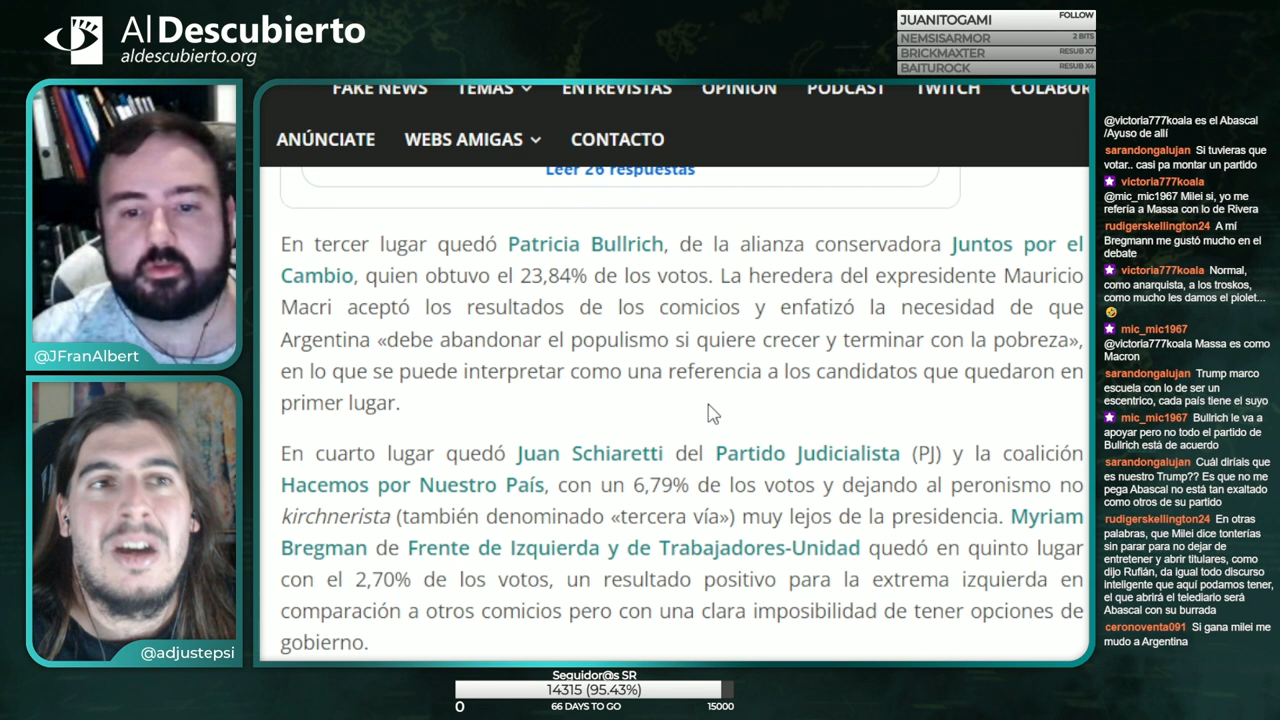 Al Descubierto
aldescubierto.org
JUANITOGAMI FOLLOW
NEMSISARMOR 2 BITS
BRICKMAXTER RESUB X7
BAITUROCK RESUB X4
FAKE NEWS TEMAS ENTREVISTAS OPINIÓN PODCAST TWITCH COLABOR
ANÚNCIATE WEBS AMIGAS CONTACTO
Leer 26 respuestas
En tercer lugar quedó Patricia Bullrich, de la alianza conservadora Juntos por el
Cambio, quien obtuvo el 23,84% de los votos. La heredera del expresidente Mauricio
Macri aceptó los resultados de los comicios y enfatizó la necesidad de que
Argentina «debe abandonar el populismo si quiere crecer y terminar con la pobreza»,
en lo que se puede interpretar como una referencia a los candidatos que quedaron en
primer lugar.
En cuarto lugar quedó Juan Schiaretti del Partido Judicialista (PJ) y la coalición
Hacemos por Nuestro País, con un 6,79% de los votos y dejando al peronismo no
kirchnerista (también denominado «tercera vía») muy lejos de la presidencia. Myriam
Bregman de Frente de Izquierda y de Trabajadores-Unidad quedó en quinto lugar
con el 2,70% de los votos, un resultado positivo para la extrema izquierda en
comparación a otros comicios pero con una clara imposibilidad de tener opciones de
gobierno.
@JFranAlbert
@adjustepsi
@victoria777koala es el Abascal
/Ayuso de allí
sarandongalujan Si tuvieras que
votar.. casi pa montar un partido
victoria777koala
@mic_mic1967 Milei si, yo me
refería a Massa con lo de Rivera
rudigerskellington24 A mí
Bregmann me gustó mucho en el
debate
victoria777koala Normal,
como anarquista, a los troskos,
como mucho les damos el piolet...
🤣
mic_mic1967
@victoria777koala Massa es como
Macron
sarandongalujan Trump marco
escuela con lo de ser un
escentrico, cada país tiene el suyo
mic_mic1967 Bullrich le va a
apoyar pero no todo el partido de
Bullrich está de acuerdo
sarandongalujan Cuál diríais que
es nuestro Trump?? Es que no me
pega Abascal no está tan exaltado
como otros de su partido
rudigerskellington24 En otras
palabras, que Milei dice tonterías
sin parar para no dejar de
entretener y abrir titulares, como
dijo Rufián, da igual todo discurso
inteligente que aquí podamos tener,
el que abrirá el telediario será
Abascal con su burrada
ceronoventa091 Si gana milei me
mudo a Argentina
Seguidor@s SR
14315 (95.43%)
0 66 DAYS TO GO 15000